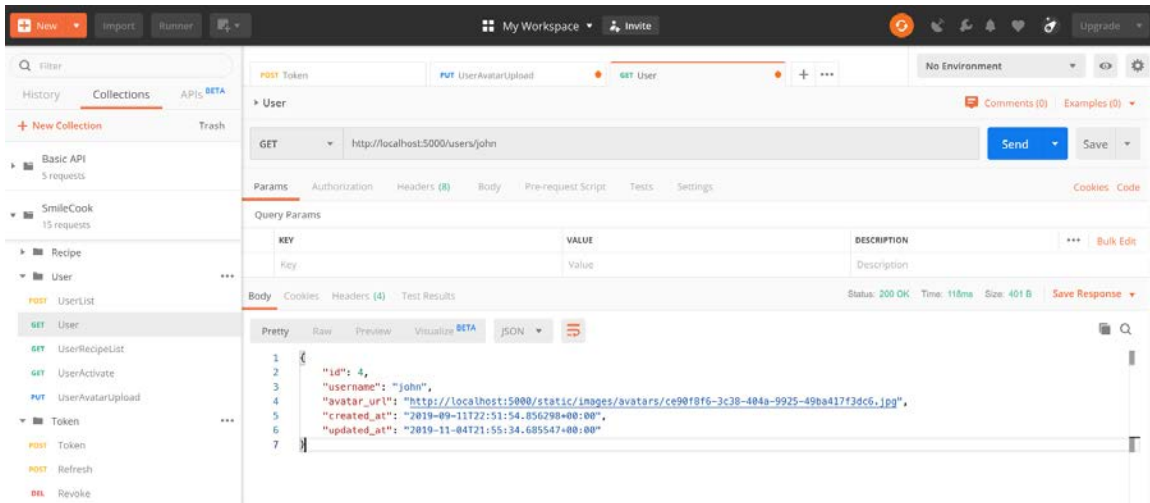 New Import Runner My Workspace Invite Upgrade
Filter
History Collections APIs BETA
+ New Collection Trash
Basic API
5 requests
SmileCook
15 requests
Recipe
User
POST UserList
GET User
GET UserRecipeList
GET UserActivate
PUT UserAvatarUpload
Token
POST Token
POST Refresh
DEL Revoke
POST Token PUT UserAvatarUpload GET User + ••• No Environment
User Comments (0) Examples (0)
GET http://localhost:5000/users/john Send Save
Params Authorization Headers (8) Body Pre-request Script Tests Settings Cookies Code
Query Params
KEY VALUE DESCRIPTION ••• Bulk Edit
Key Value Description
Body Cookies Headers (4) Test Results Status: 200 OK Time: 118ms Size: 401 B Save Response
Pretty Raw Preview Visualize BETA JSON
1 {
2 "id": 4,
3 "username": "john",
4 "avatar_url": "http://localhost:5000/static/images/avatars/ce90f8f6-3c38-404a-9925-49ba417f3dc6.jpg",
5 "created_at": "2019-09-11T22:51:54.856298+00:00",
6 "updated_at": "2019-11-04T21:55:34.685547+00:00"
7 }